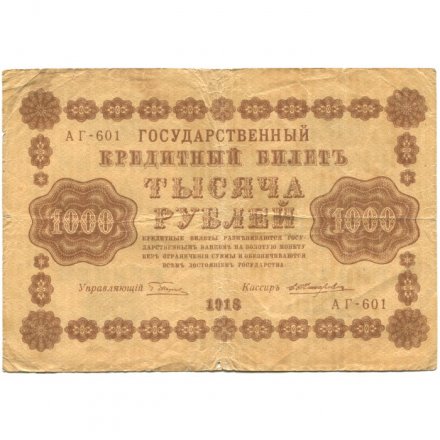 АГ-601 ГОСУДАРСТВЕННЫЙ
КРЕДИТНЫЙ БИЛЕТЪ
ТЫСЯЧА
1000 РУБЛЕЙ 1000
КРЕДИТНЫЕ БИЛЕТЫ РАЗМѢНИВАЮТСЯ ГОСУ-
ДАРСТВЕННЫМЪ БАНКОМЪ НА ЗОЛОТУЮ МОНЕТУ
БЕЗЪ ОГРАНИЧЕНІЯ СУММЫ И ОБЕЗПЕЧИВАЮТСЯ
ВСѢМЪ ДОСТОЯНІЕМЪ ГОСУДАРСТВА.
Управляющій Кассиръ
1918 АГ-601